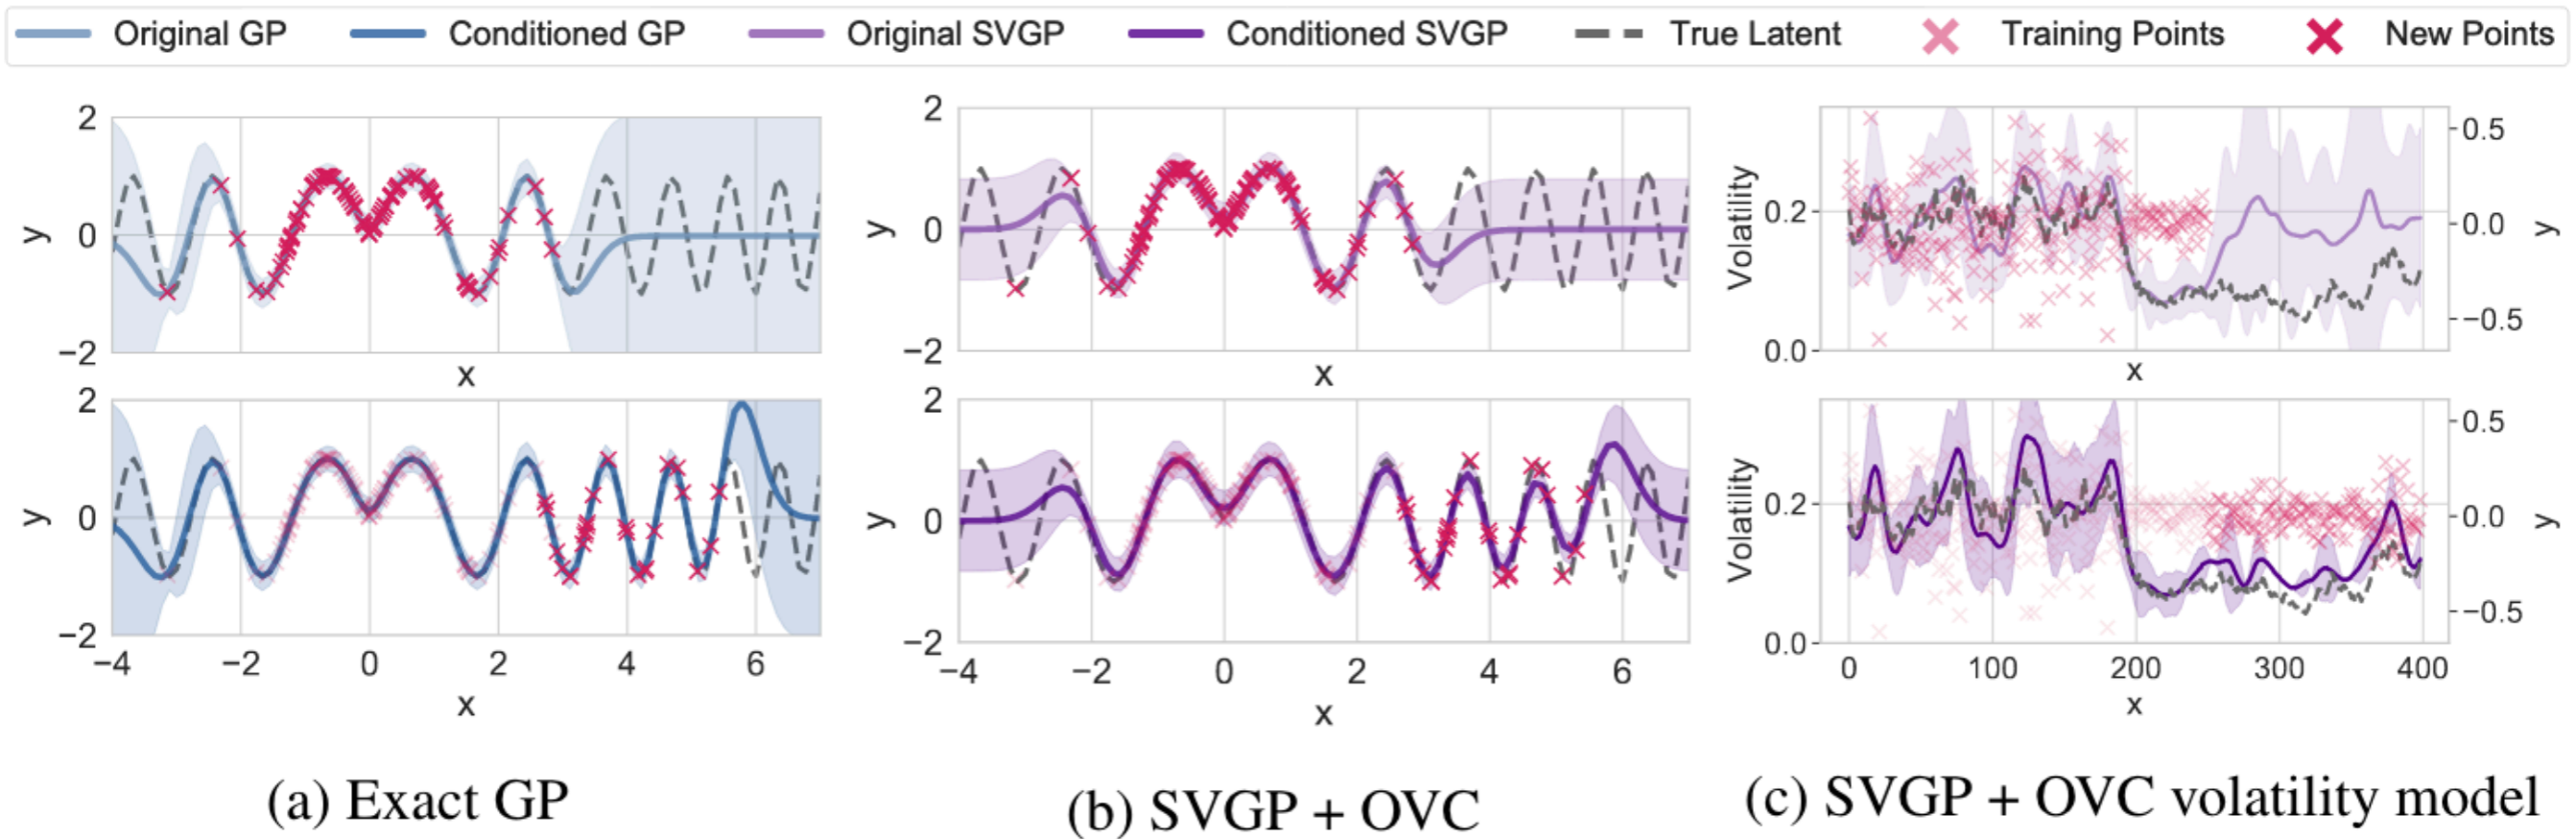 Original GP Conditioned GP Original SVGP Conditioned SVGP True Latent Training Points New Points
2
0
−2
y
x
2
0
−2
y
−4 −2 0 2 4 6
x
(a) Exact GP
2
0
−2
y
x
2
0
−2
y
−4 −2 0 2 4 6
x
(b) SVGP + OVC
0.2
0.0
Volatility
0.5
0.0
−0.5
y
x
0.2
0.0
Volatility
0.5
0.0
−0.5
y
0 100 200 300 400
x
(c) SVGP + OVC volatility model